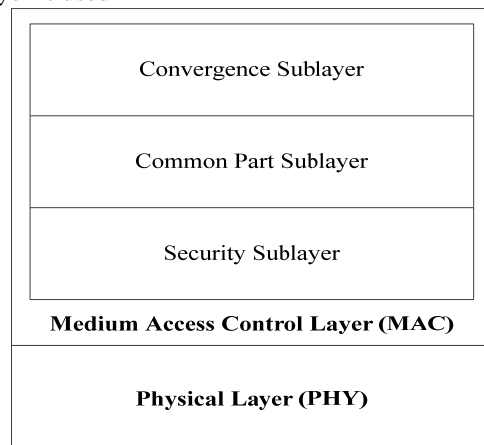 Convergence Sublayer
Common Part Sublayer
Security Sublayer
Medium Access Control Layer (MAC)
Physical Layer (PHY)